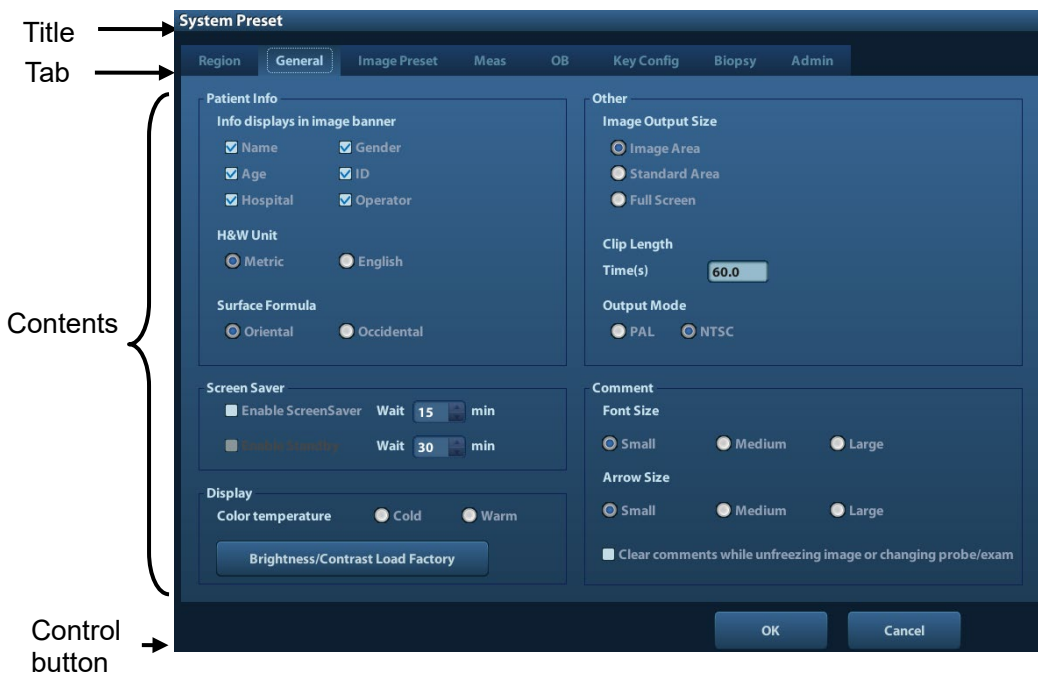 Title
System Preset
Tab
Region General Image Preset Meas OB Key Config Biopsy Admin
Contents
Patient Info
Info displays in image banner
Name Gender
Age ID
Hospital Operator
H&W Unit
Metric English
Surface Formula
Oriental Occidental
Screen Saver
Enable ScreenSaver Wait 15 min
Enable Standby Wait 30 min
Display
Color temperature Cold Warm
Brightness/Contrast Load Factory
Other
Image Output Size
Image Area
Standard Area
Full Screen
Clip Length
Time(s) 60.0
Output Mode
PAL NTSC
Comment
Font Size
Small Medium Large
Arrow Size
Small Medium Large
Clear comments while unfreezing image or changing probe/exam
Control
button
OK Cancel